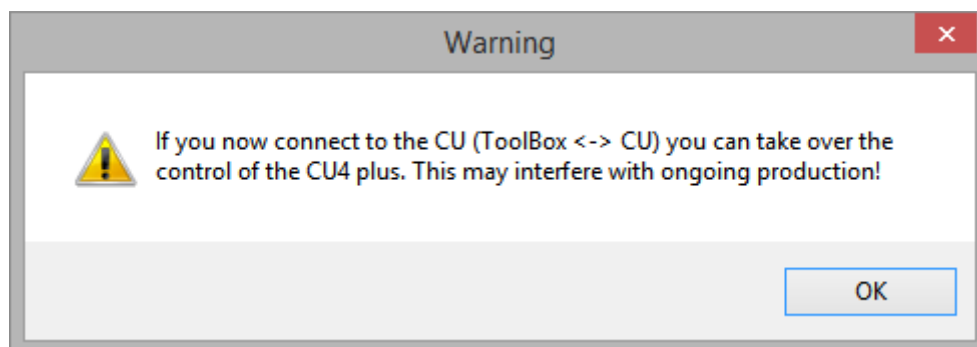 Warning
If you now connect to the CU (ToolBox <-> CU) you can take over the
control of the CU4 plus. This may interfere with ongoing production!
OK